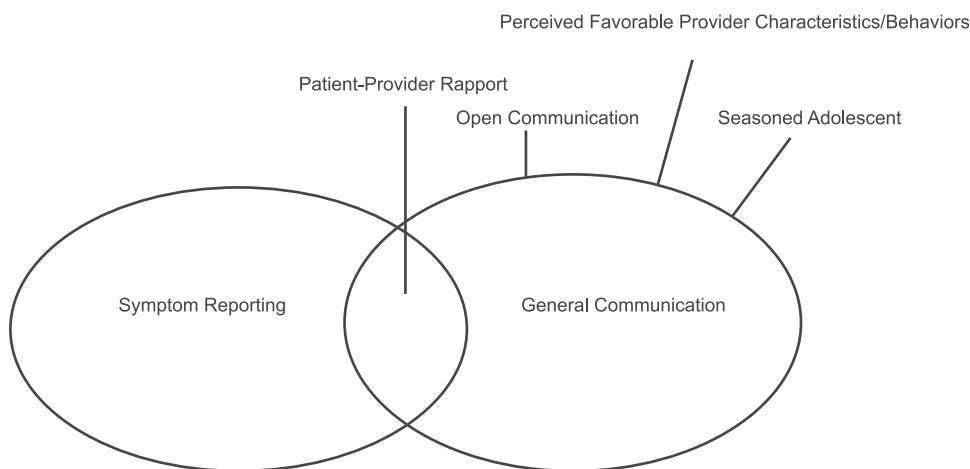 Perceived Favorable Provider Characteristics/Behaviors
Patient-Provider Rapport
Open Communication
Seasoned Adolescent
Symptom Reporting
General Communication